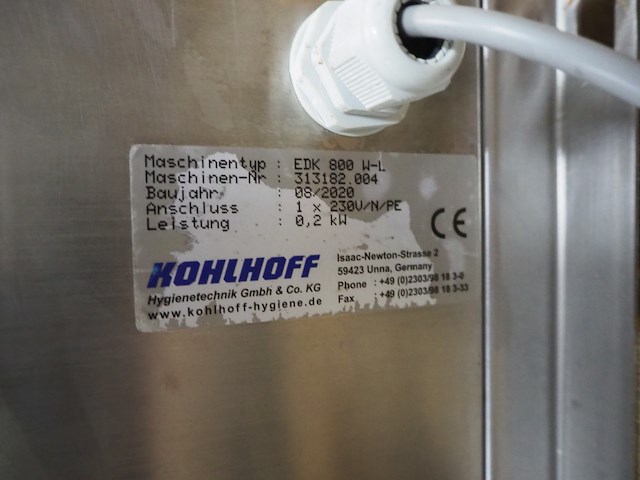 Maschinentyp : EDK 800 W-L
Maschinen-Nr : 313182.004
Baujahr : 08/2020
Anschluss : 1 x 230V/N/PE
Leistung : 0,2 kW
CE
KOHLHOFF
Hygienetechnik Gmbh & Co. KG
www.kohlhoff-hygiene.de
Isaac-Newton-Strasse 2
59423 Unna, Germany
Phone : +49 (0)2303/98 18 3-0
Fax : +49 (0)2303/98 18 3-33